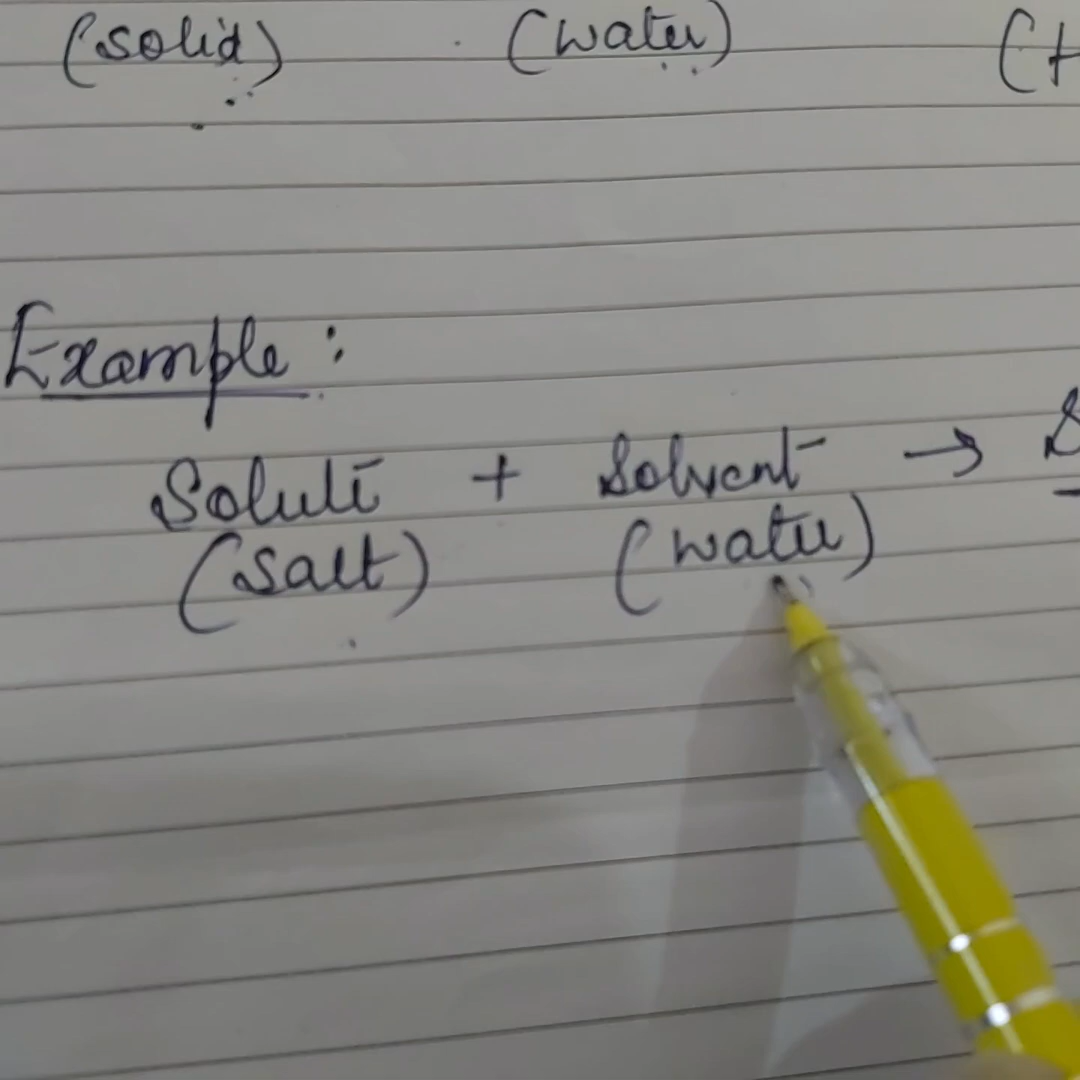 (solid) (water) (H
Example :
Solute + Solvent → S
(Salt) (water)